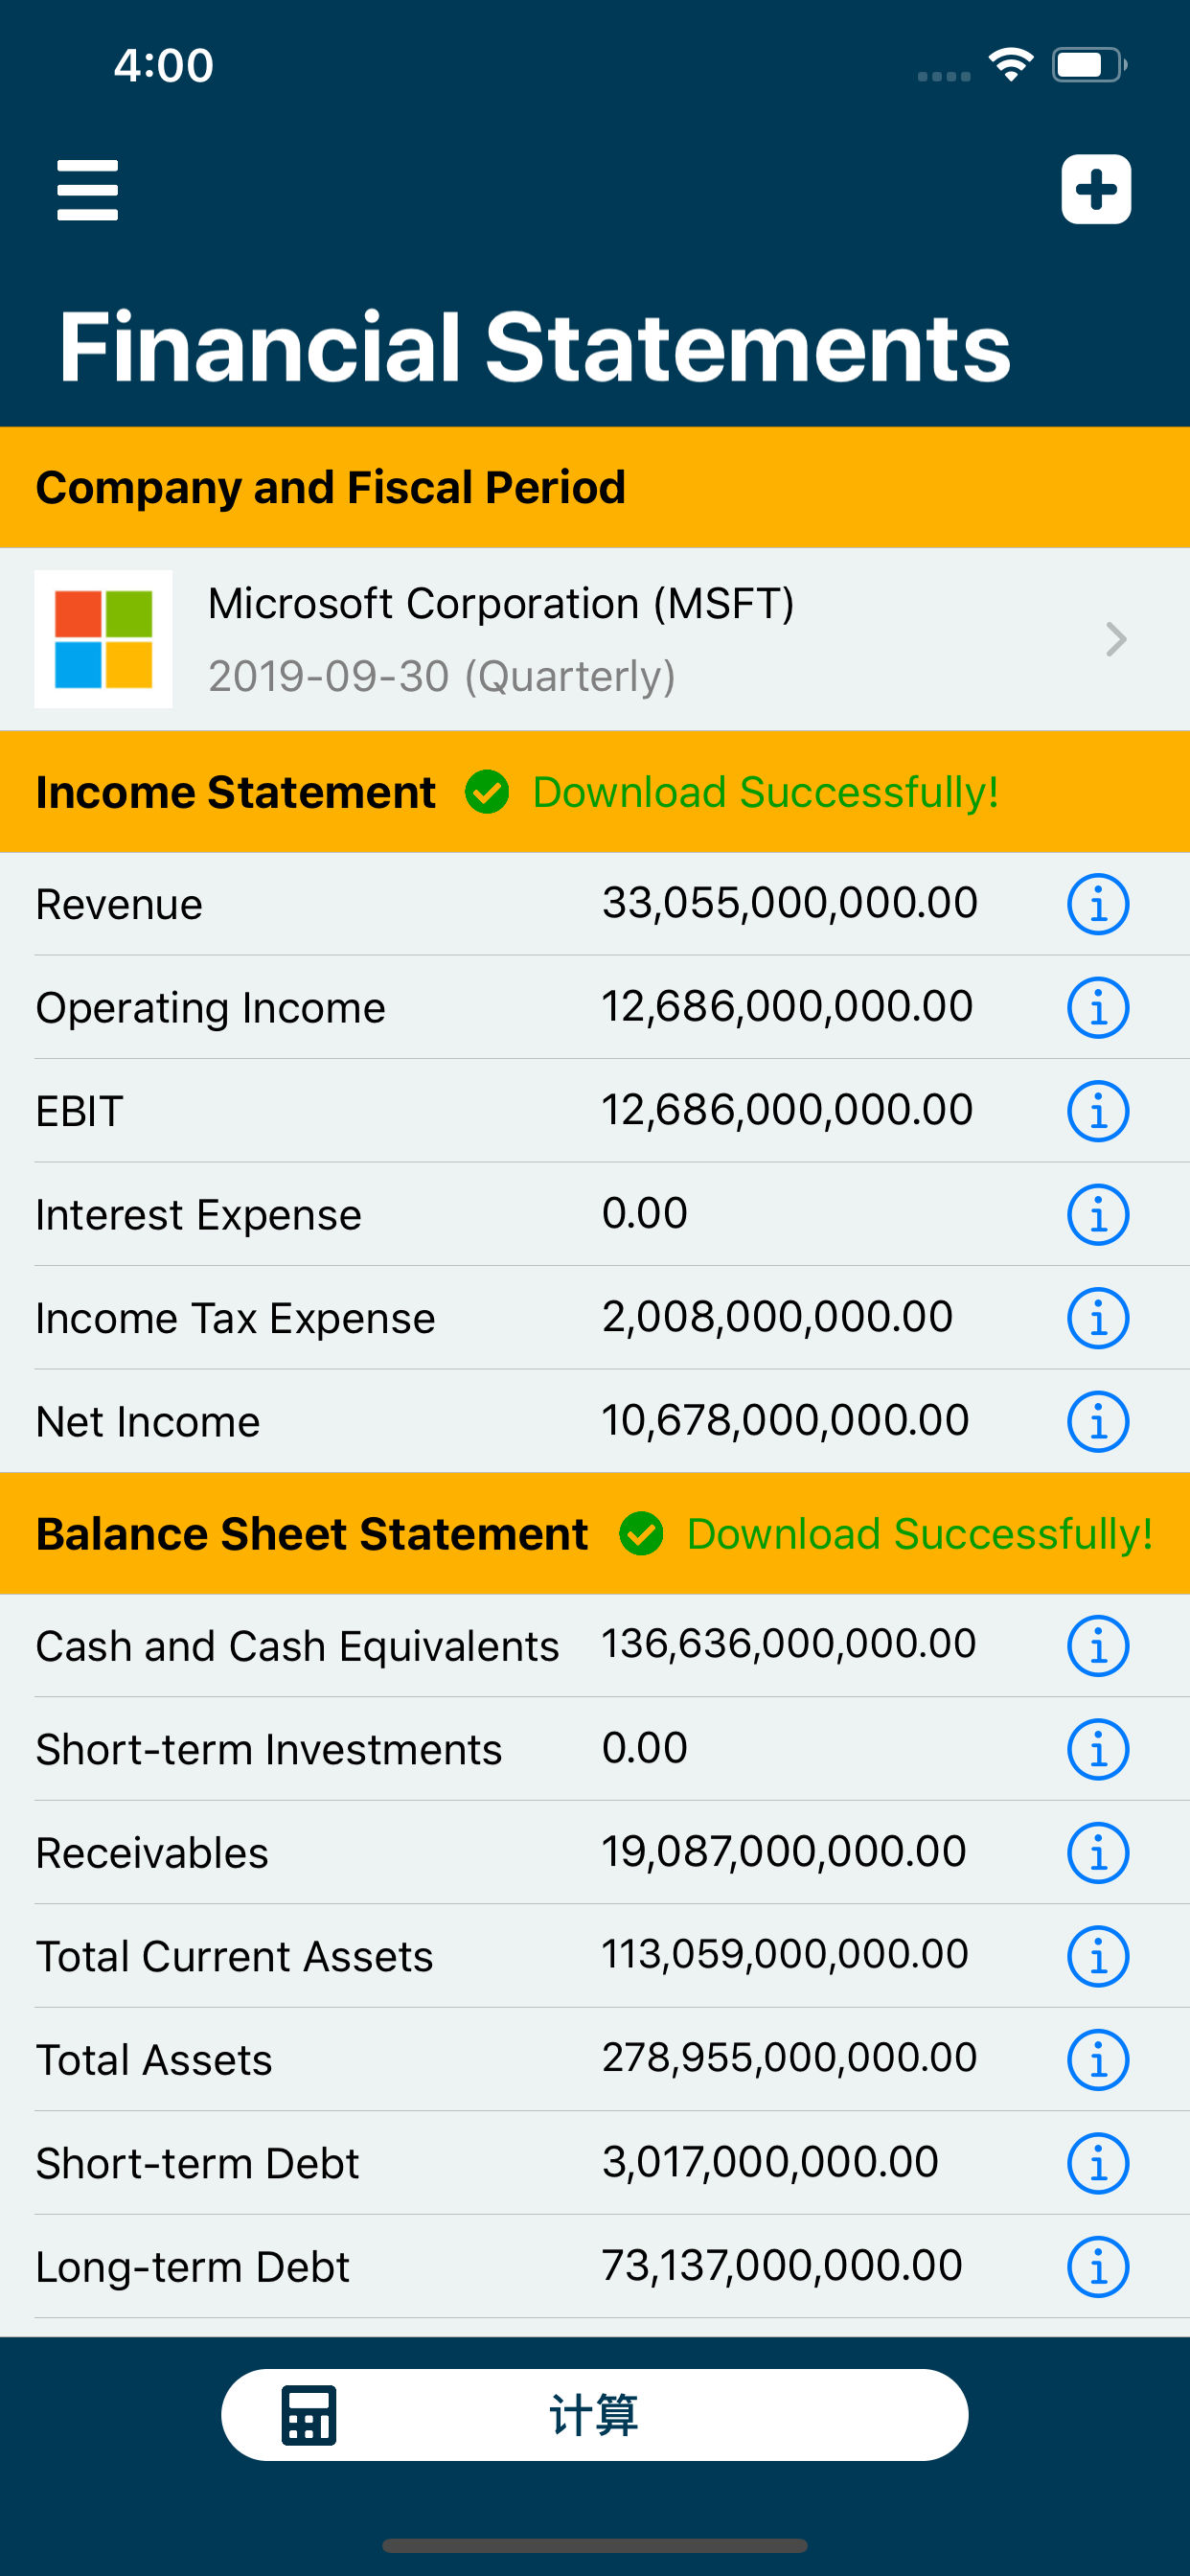 4:00
Financial Statements
Company and Fiscal Period
Microsoft Corporation (MSFT)
2019-09-30 (Quarterly)
Income Statement Download Successfully!
Revenue 33,055,000,000.00
Operating Income 12,686,000,000.00
EBIT 12,686,000,000.00
Interest Expense 0.00
Income Tax Expense 2,008,000,000.00
Net Income 10,678,000,000.00
Balance Sheet Statement Download Successfully!
Cash and Cash Equivalents 136,636,000,000.00
Short-term Investments 0.00
Receivables 19,087,000,000.00
Total Current Assets 113,059,000,000.00
Total Assets 278,955,000,000.00
Short-term Debt 3,017,000,000.00
Long-term Debt 73,137,000,000.00
计算